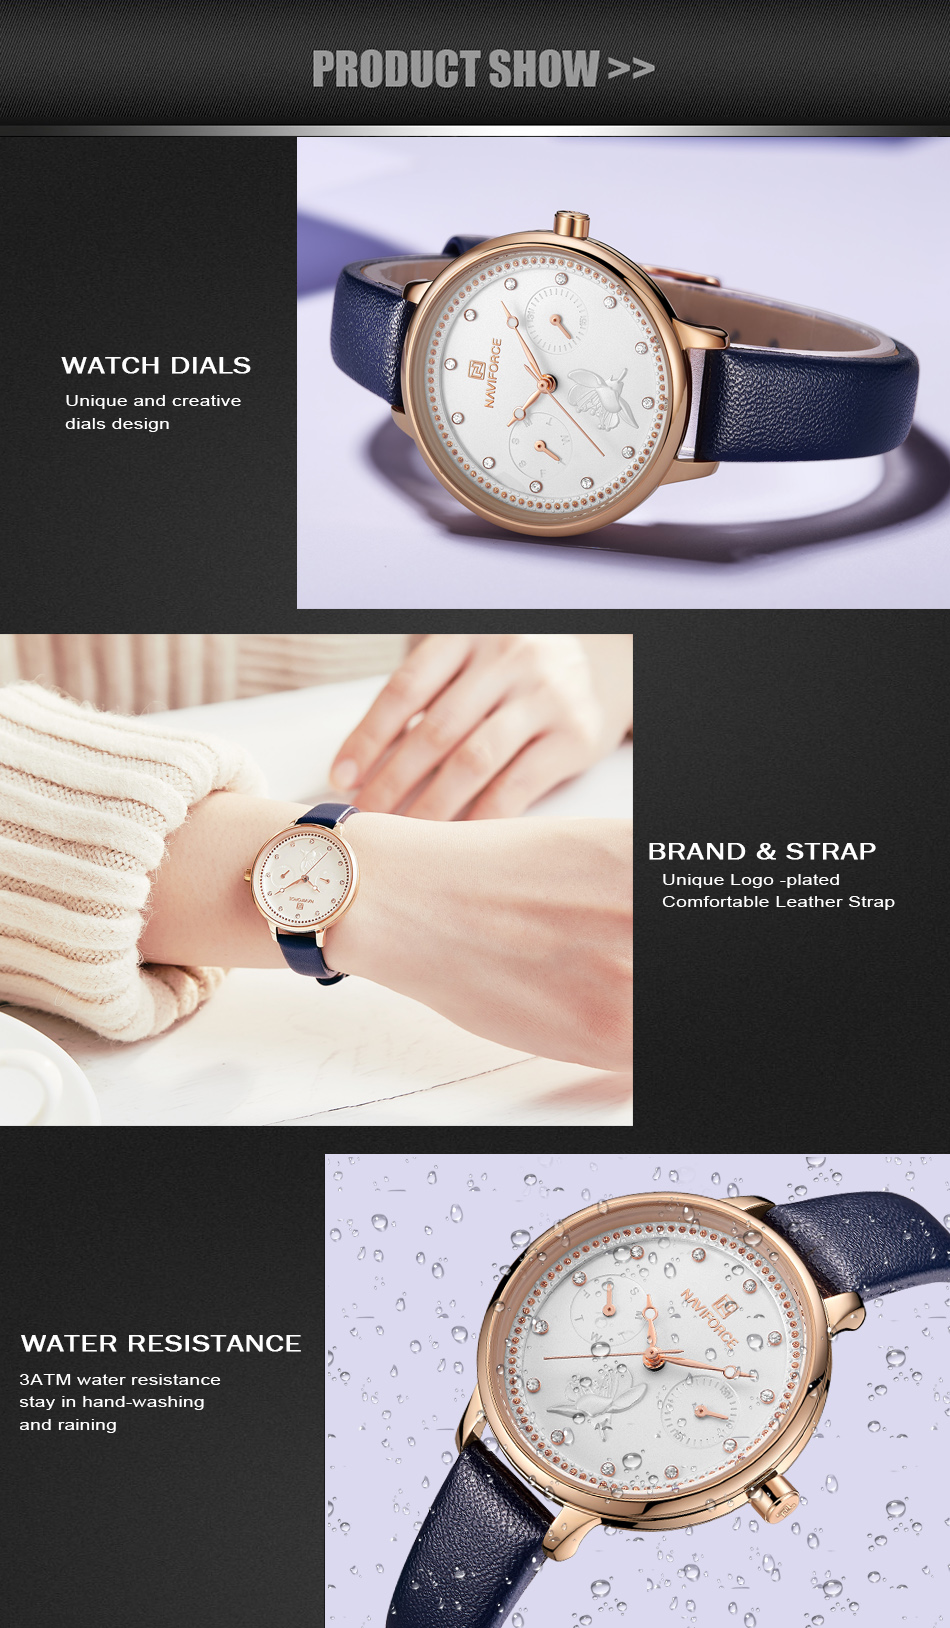 PRODUCT SHOW >>
WATCH DIALS
Unique and creative
dials design
NAVIFORCE
BRAND & STRAP
Unique Logo -plated
Comfortable Leather Strap
NAVIFORCE
WATER RESISTANCE
3ATM water resistance
stay in hand-washing
and raining
NAVIFORCE